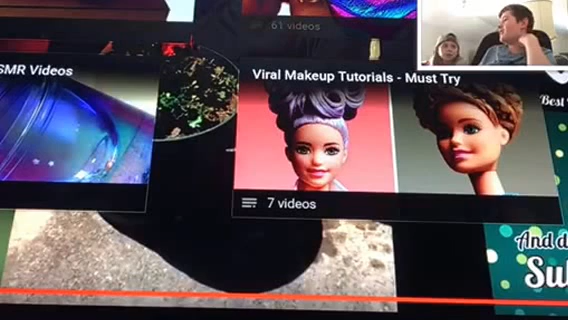 61 videos
SMR Videos
Viral Makeup Tutorials - Must Try
Best
7 videos
And d
Su